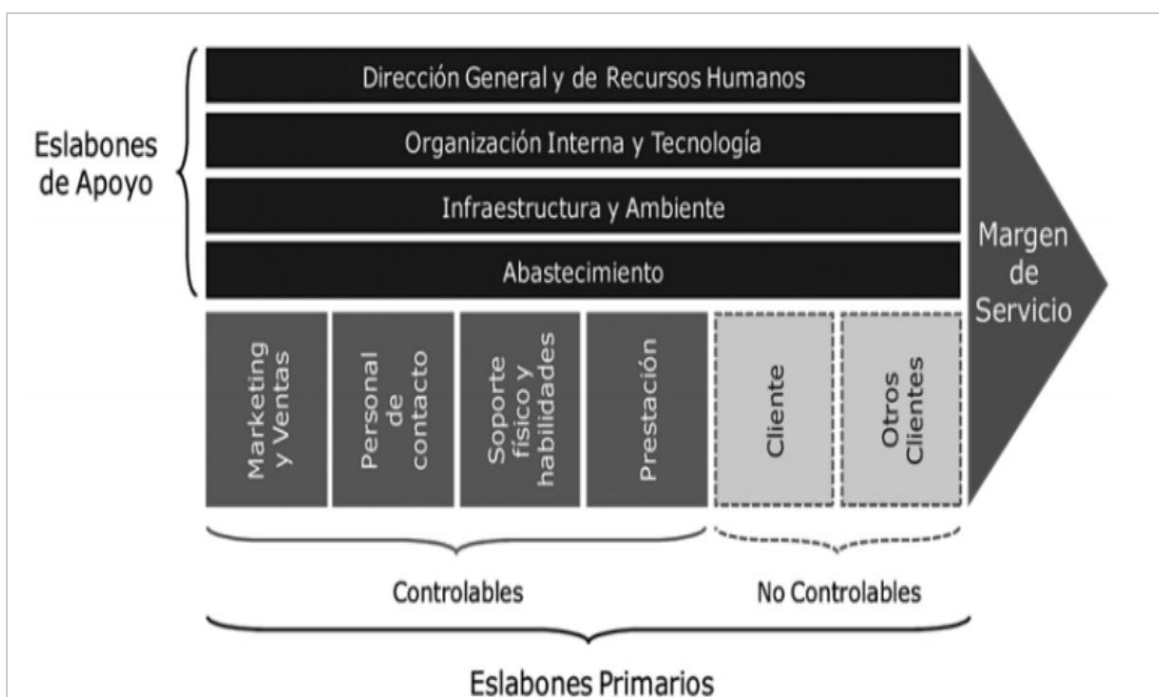 Eslabones
de Apoyo
Dirección General y de Recursos Humanos
Organización Interna y Tecnología
Infraestructura y Ambiente
Abastecimiento
Marketing
y Ventas
Personal
de
contacto
Soporte
físico y
habilidades
Prestación
Cliente
Otros
Clientes
Margen
de
Servicio
Controlables
No Controlables
Eslabones Primarios